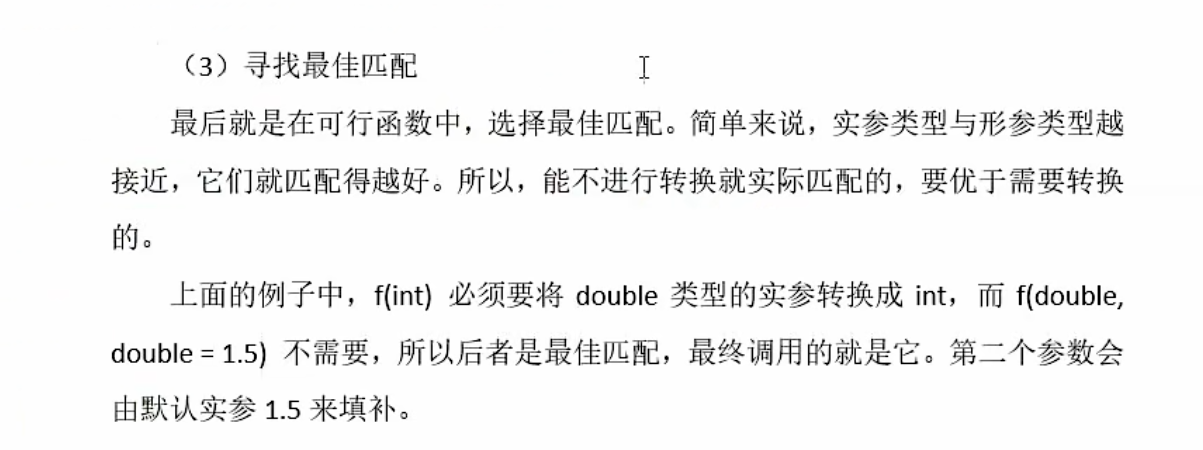 （3）寻找最佳匹配
最后就是在可行函数中，选择最佳匹配。简单来说，实参类型与形参类型越
接近，它们就匹配得越好。所以，能不进行转换就实际匹配的，要优于需要转换
的。
上面的例子中，f(int) 必须要将 double 类型的实参转换成 int，而 f(double,
double = 1.5) 不需要，所以后者是最佳匹配，最终调用的就是它。第二个参数会
由默认实参 1.5 来填补。